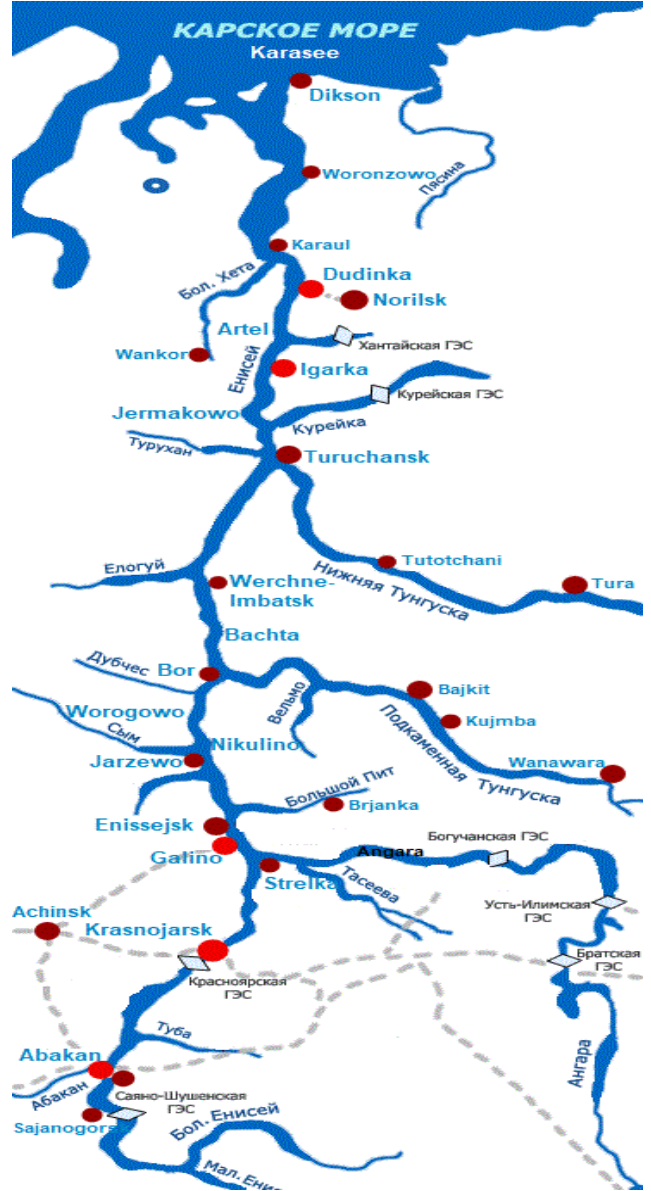 КАРСКОЕ МОРЕ
Karasee
Dikson
Пясина
Woronzowo
Karaul
Бол. Хета
Dudinka
Norilsk
Artel
Хантайская ГЭС
Wankor
Енисей
Igarka
Курейская ГЭС
Jermakowo
Курейка
Турухан
Turuchansk
Елогуй
Tutotchani
Нижняя Тунгуска
Tura
Werchne-
Imbatsk
Bachta
Дубчес
Bor
Вельмо
Bajkit
Worogowo
Kujmba
Сым
Nikulino
Подкаменная Тунгуска
Jarzewo
Wanawara
Большой Пит
Brjanka
Enissejsk
Богучанская ГЭС
Galino
Angara
Strelka
Тасеева
Усть-Илимская
ГЭС
Achinsk
Krasnojarsk
Братская
ГЭС
Красноярская
ГЭС
Туба
Abakan
Ангара
Абакан
Саяно-Шушенская
ГЭС
Sajanogors
Бол. Енисей
Мал. Ени